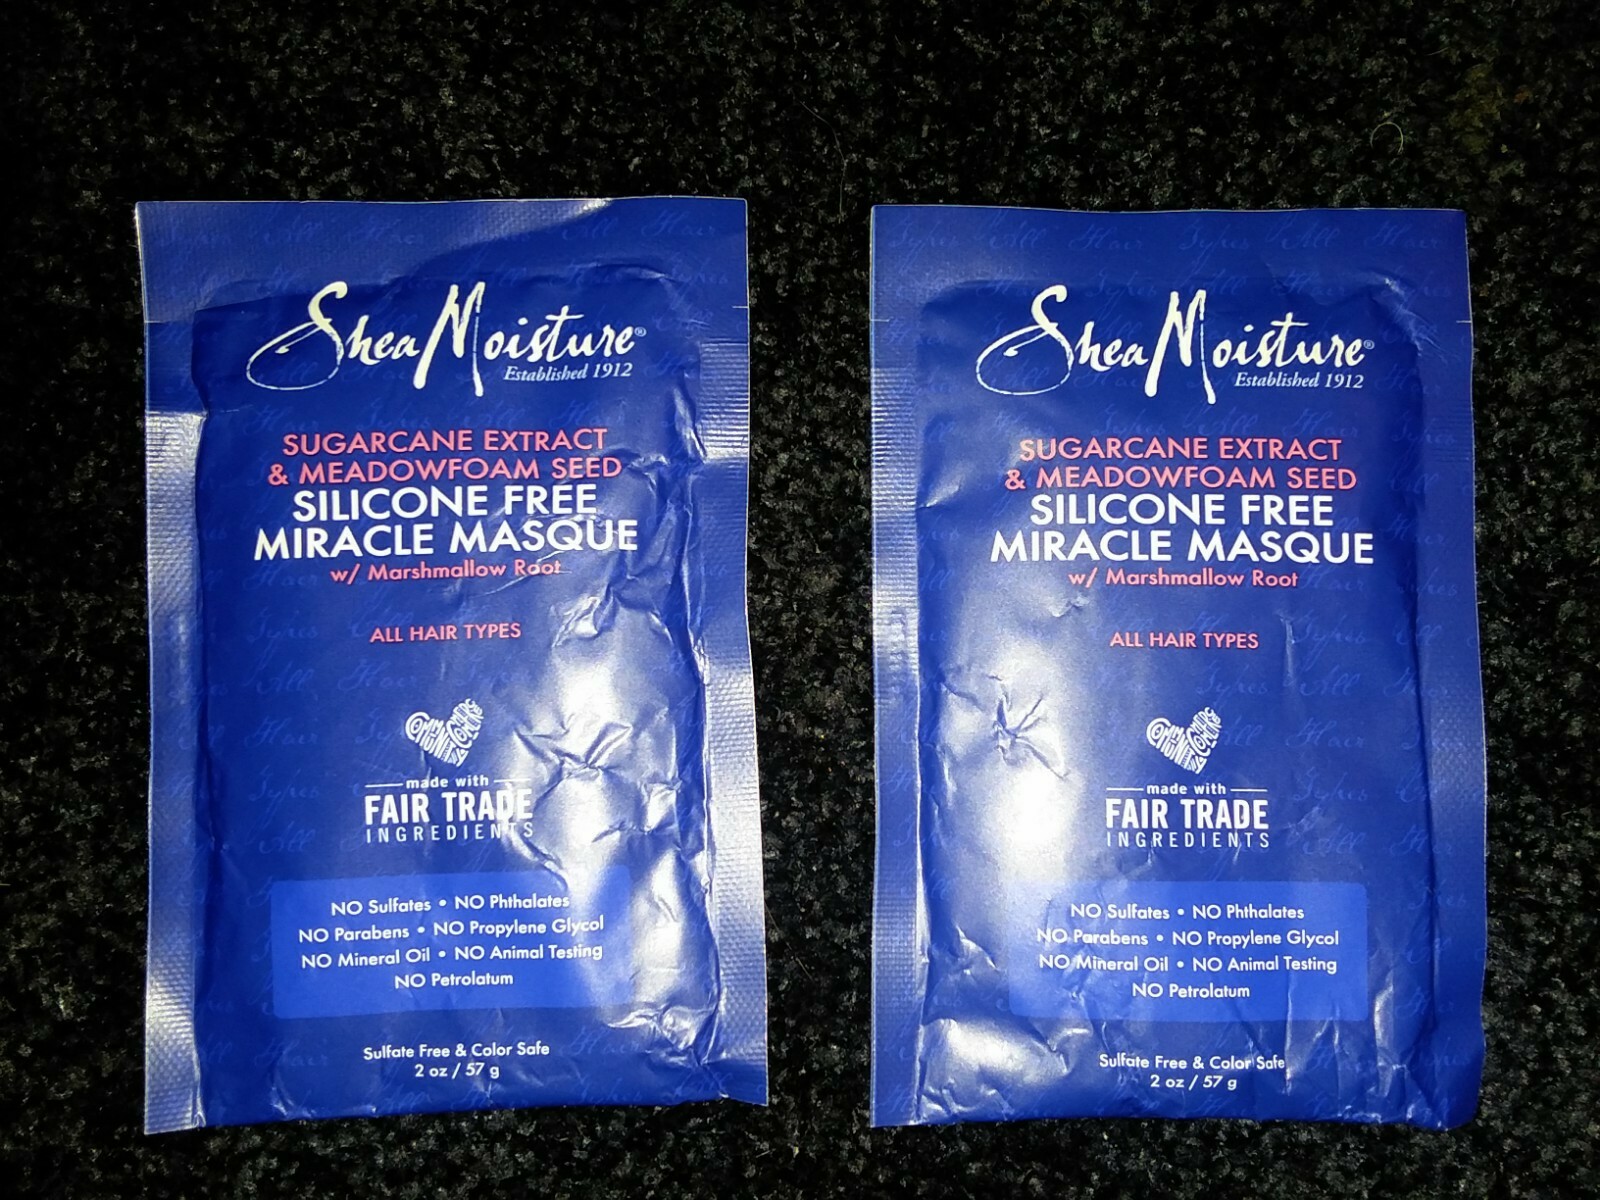 SheaMoisture®
Established 1912
SUGARCANE EXTRACT
& MEADOWFOAM SEED
SILICONE FREE
MIRACLE MASQUE
w/ Marshmallow Root
ALL HAIR TYPES
COMMUNITY COMMERCE
made with
FAIR TRADE
INGREDIENTS
NO Sulfates • NO Phthalates
NO Parabens • NO Propylene Glycol
NO Mineral Oil • NO Animal Testing
NO Petrolatum
Sulfate Free & Color Safe
2 oz / 57 g
SheaMoisture®
Established 1912
SUGARCANE EXTRACT
& MEADOWFOAM SEED
SILICONE FREE
MIRACLE MASQUE
w/ Marshmallow Root
ALL HAIR TYPES
COMMUNITY COMMERCE
made with
FAIR TRADE
INGREDIENTS
NO Sulfates • NO Phthalates
NO Parabens • NO Propylene Glycol
NO Mineral Oil • NO Animal Testing
NO Petrolatum
Sulfate Free & Color Safe
2 oz / 57 g